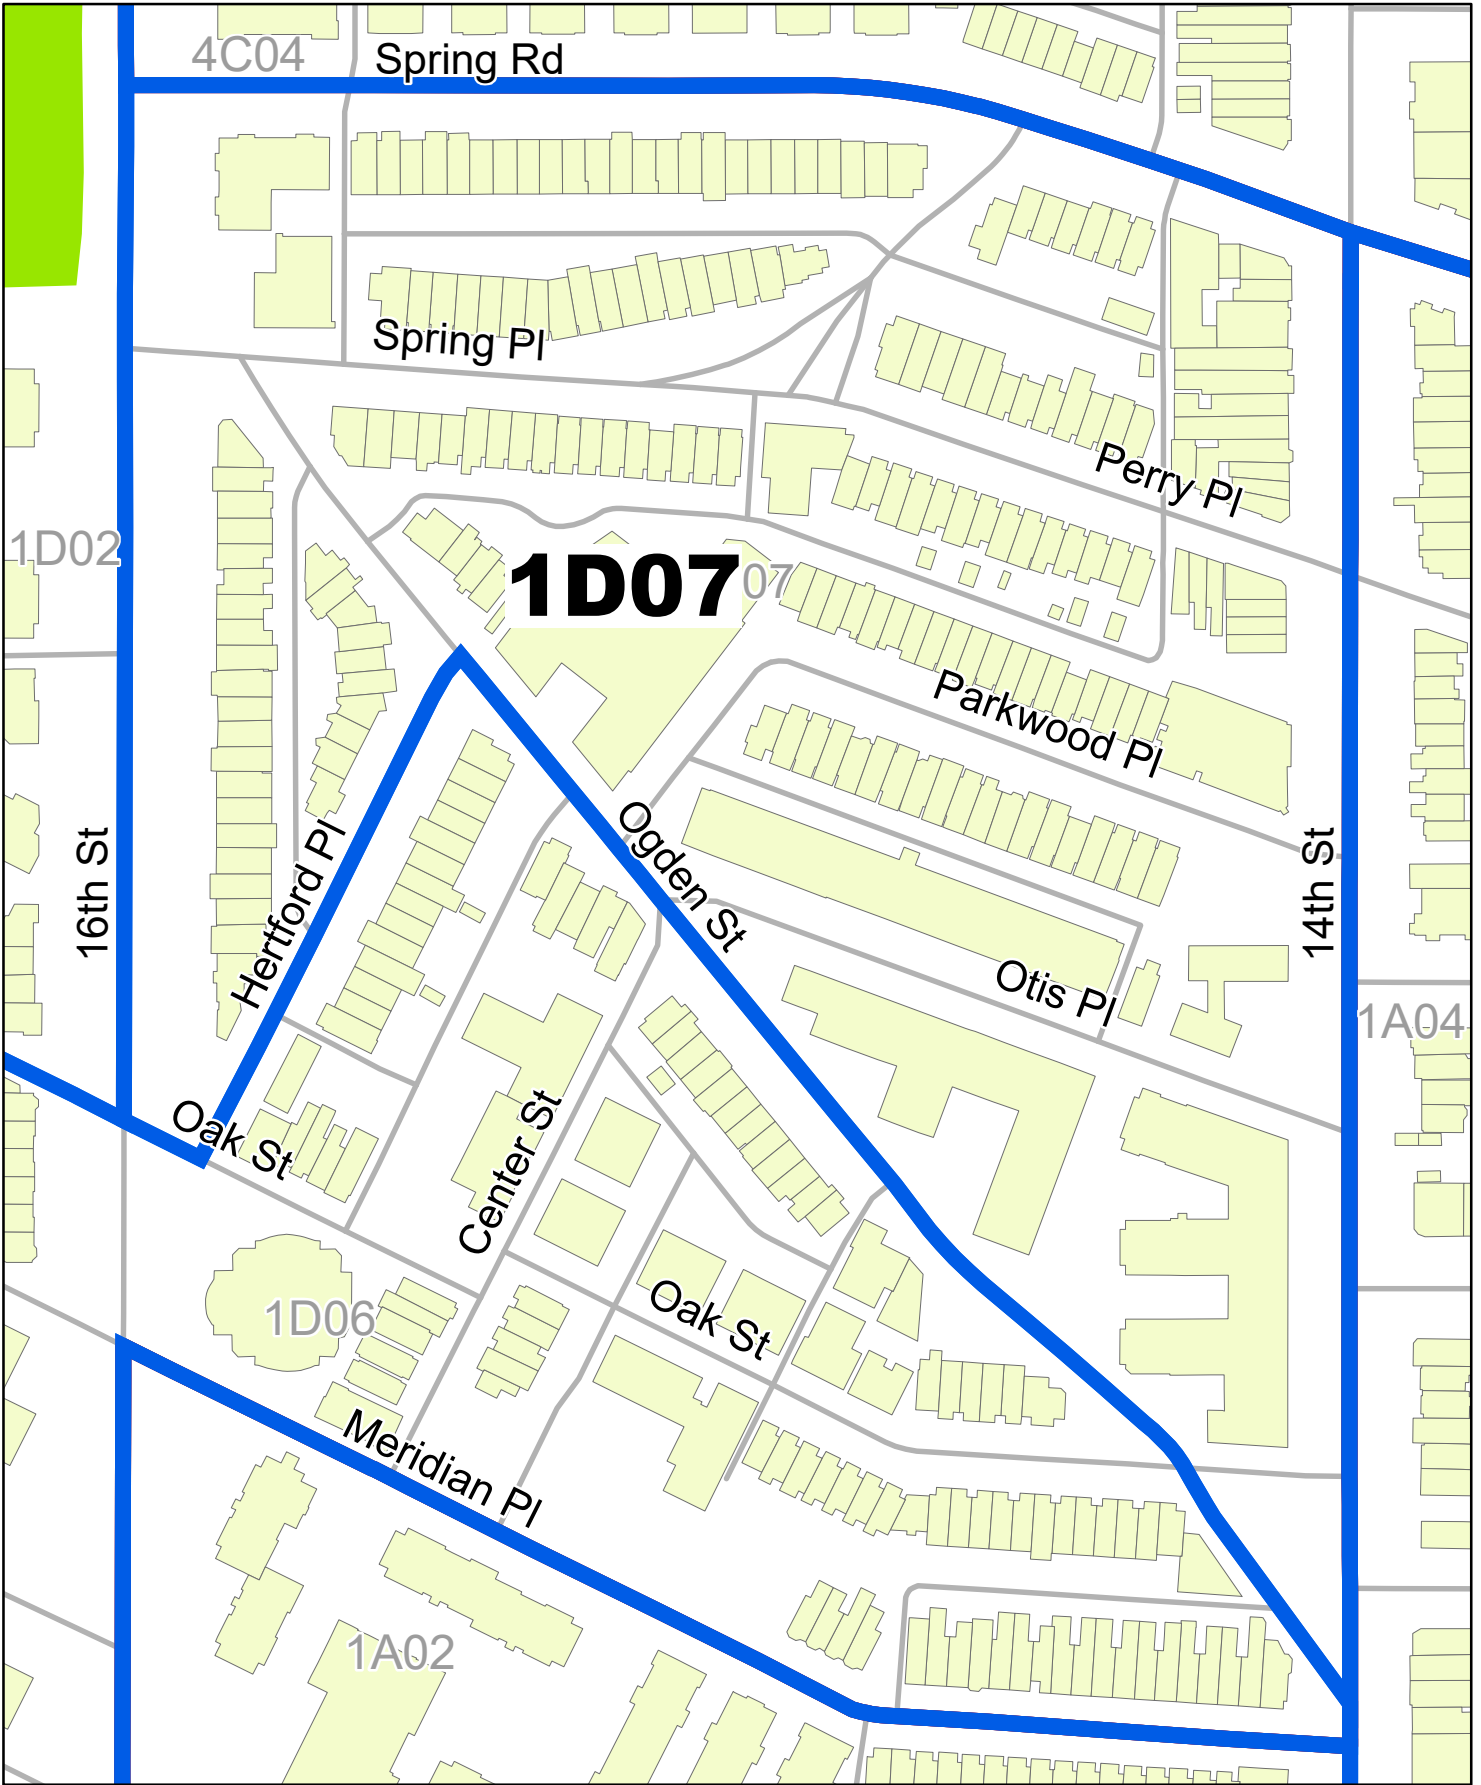 4C04
Spring Rd
Spring Pl
Perry Pl
1D02
1D07
07
Parkwood Pl
16th St
Hertford Pl
Ogden St
14th St
Otis Pl
1A04
Oak St
Center St
1D06
Oak St
Meridian Pl
1A02